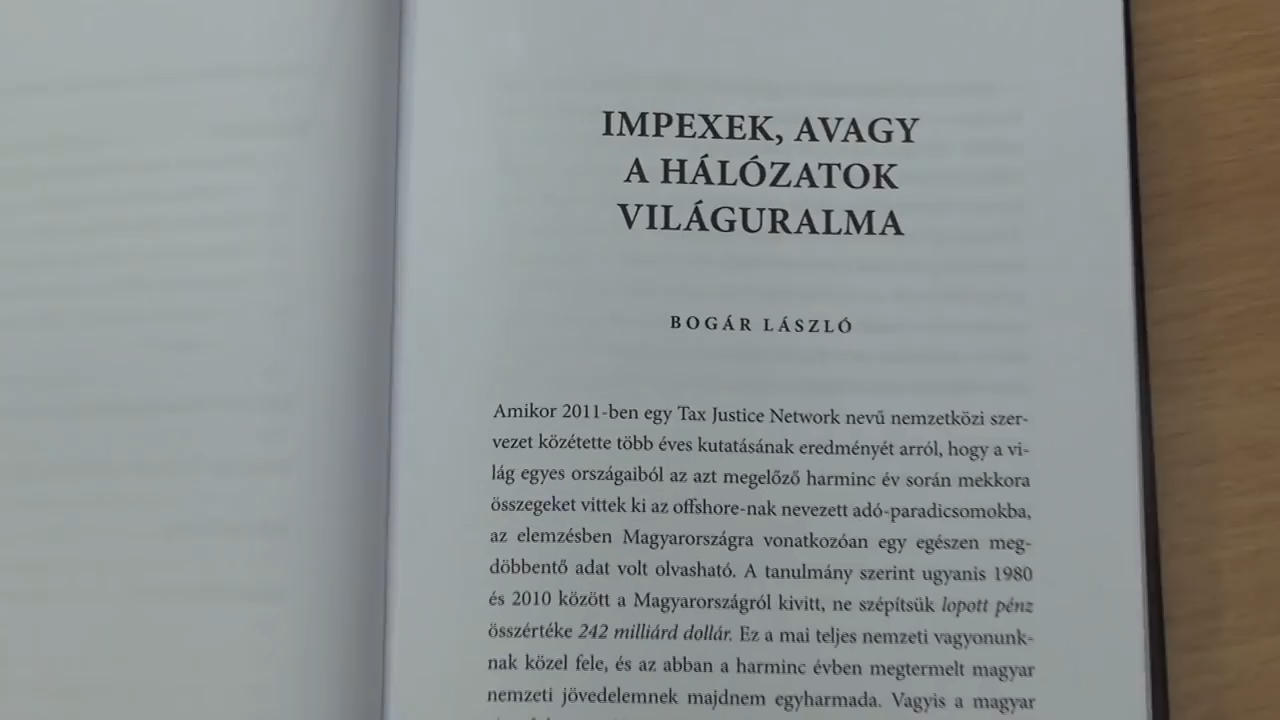 IMPEXEK, AVAGY
A HÁLÓZATOK
VILÁGURALMA
BOGÁR LÁSZLÓ
Amikor 2011-ben egy Tax Justice Network nevű nemzetközi szer-
vezet közétette több éves kutatásának eredményét arról, hogy a vi-
lág egyes országaiból az azt megelőző harminc év során mekkora
összegeket vittek ki az offshore-nak nevezett adó-paradicsomokba,
az elemzésben Magyarországra vonatkozóan egy egészen meg-
döbbentő adat volt olvasható. A tanulmány szerint ugyanis 1980
és 2010 között a Magyarországról kivitt, ne szépítsük lopott pénz
összértéke 242 milliárd dollár. Ez a mai teljes nemzeti vagyonunk-
nak közel fele, és az abban a harminc évben megtermelt magyar
nemzeti jövedelemnek majdnem egyharmada. Vagyis a magyar